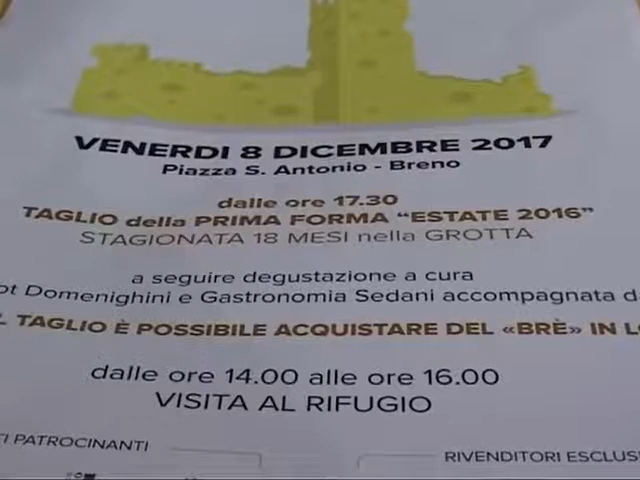 VENERDI 8 DICEMBRE 2017
Piazza S. Antonio - Breno
dalle ore 17.30
TAGLIO della PRIMA FORMA "ESTATE 2016"
STAGIONATA 18 MESI nella GROTTA
a seguire degustazione a cura
Domenighini e Gastronomia Sedani accompagnata
TAGLIO È POSSIBILE ACQUISTARE DEL «BRÈ» IN
dalle ore 14.00 alle ore 16.00
VISITA AL RIFUGIO
PATROCINANTI
RIVENDITORI